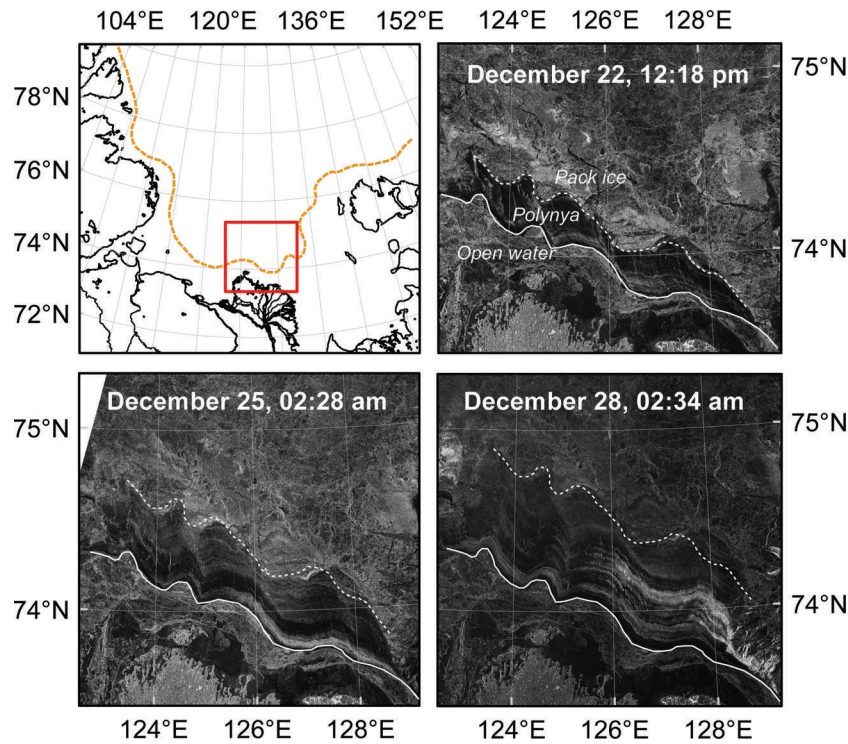 104°E 120°E 136°E 152°E
124°E 126°E 128°E
78°N
76°N
74°N
72°N
December 22, 12:18 pm
75°N
Pack ice
Polynya
Open water
74°N
December 25, 02:28 am
75°N
74°N
124°E 126°E 128°E
December 28, 02:34 am
75°N
74°N
124°E 126°E 128°E